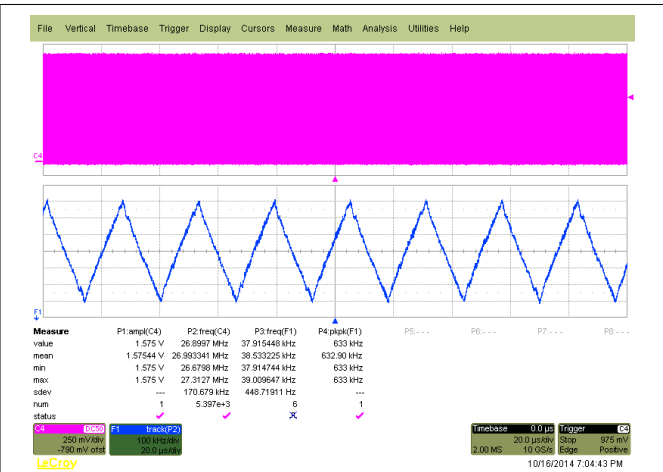 File Vertical Timebase Trigger Display Cursors Measure Math Analysis Utilities Help
C4
F1
Measure P1:ampl(C4) P2:freq(C4) P3:freq(F1) P4:pkpk(F1) P5:--- P6:--- P7:--- P8:---
value 1.575 V 26.8997 MHz 37.915448 kHz 633 kHz
mean 1.57544 V 26.993341 MHz 38.533225 kHz 632.90 kHz
min 1.575 V 26.6798 MHz 37.914744 kHz 633 kHz
max 1.575 V 27.3127 MHz 39.009647 kHz 633 kHz
sdev --- 170.679 kHz 448.71911 Hz ---
num 1 5.397e+3 6 1
status
C4 DC50 F1 track(P2) Timebase 0.0 µs Trigger C4
250 mV/div 100 kHz/div 20.0 µs/div Stop 975 mV
-790 mV ofst 20.0 µs/div 2.00 MS 10 GS/s Edge Positive
LeCroy 10/16/2014 7:04:43 PM